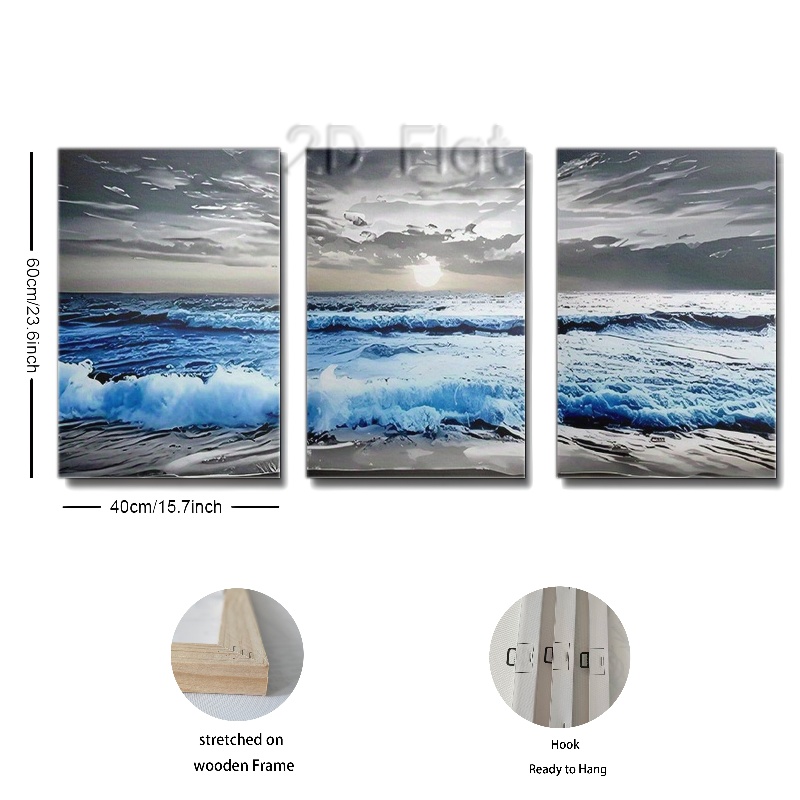 2D Flat
60cm/23.6inch
40cm/15.7inch
stretched on
wooden Frame
Hook
Ready to Hang